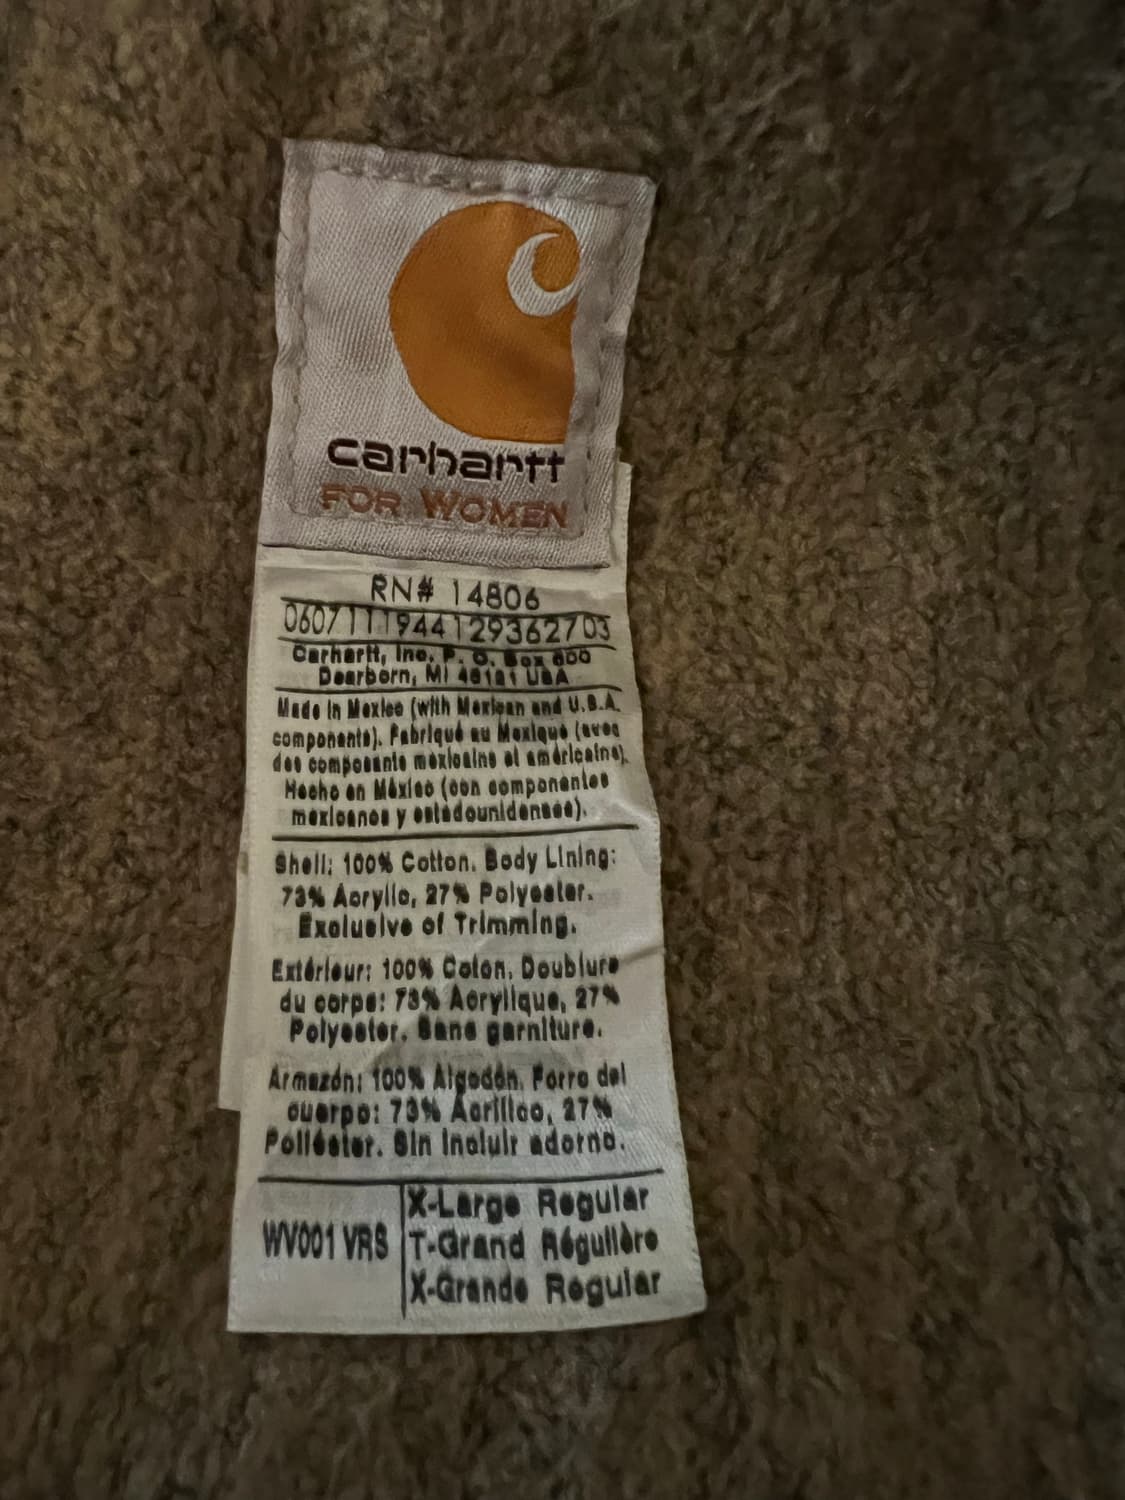 carhartt
FOR WOMEN
RN# 14806
0607111944129362703
Carhartt, Inc. P. O. Box 600
Dearborn, MI 48121 USA
Made in Mexico (with Mexican and U.S.A.
components). Fabriqué au Mexique (avec
des composants mexicains et américains).
Hecho en México (con componentes
mexicanos y estadounidenses).
Shell: 100% Cotton. Body Lining:
73% Acrylic, 27% Polyester.
Exclusive of Trimming.
Extérieur: 100% Coton. Doublure
du corps: 73% Acrylique, 27%
Polyester. Sans garniture.
Armazón: 100% Algodón. Forro del
cuerpo: 73% Acrílico, 27%
Poliéster. Sin incluir adorno.
WV001 VRS
X-Large Regular
T-Grand Régulière
X-Grande Regular